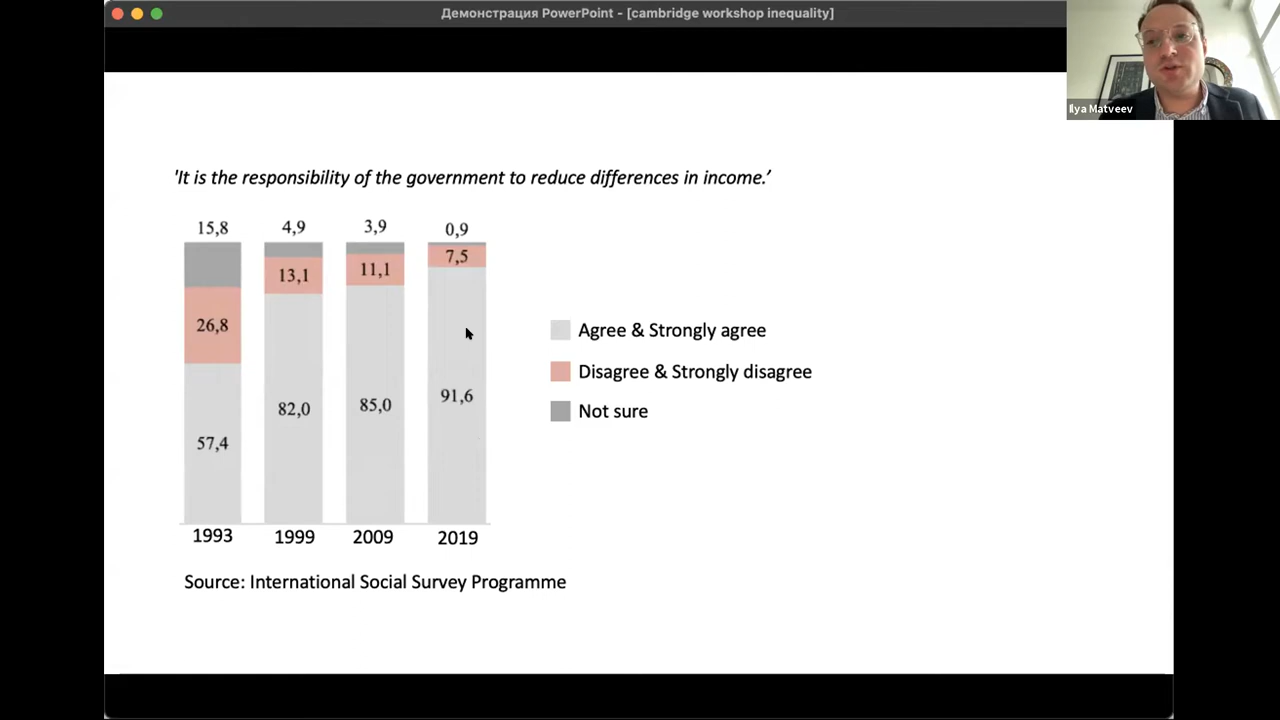 Демонстрация PowerPoint - [cambridge workshop inequality]
Ilya Matveev
'It is the responsibility of the government to reduce differences in income.’
15,8 4,9 3,9 0,9
26,8 13,1 11,1 7,5
57,4 82,0 85,0 91,6
Agree & Strongly agree
Disagree & Strongly disagree
Not sure
1993 1999 2009 2019
Source: International Social Survey Programme